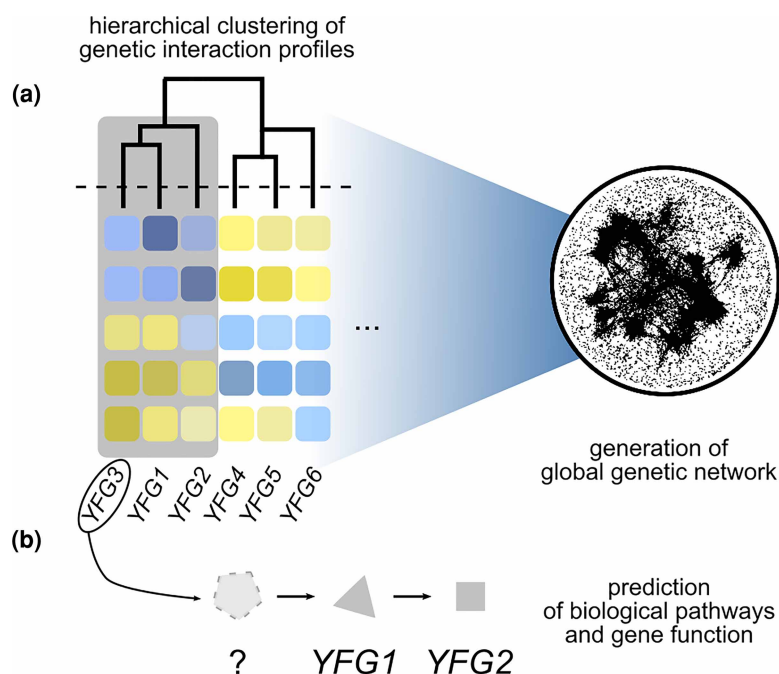 hierarchical clustering of
genetic interaction profiles
(a)
...
generation of
global genetic network
YFG3 YFG1 YFG2 YFG4 YFG5 YFG6
(b)
prediction
of biological pathways
and gene function
? YFG1 YFG2